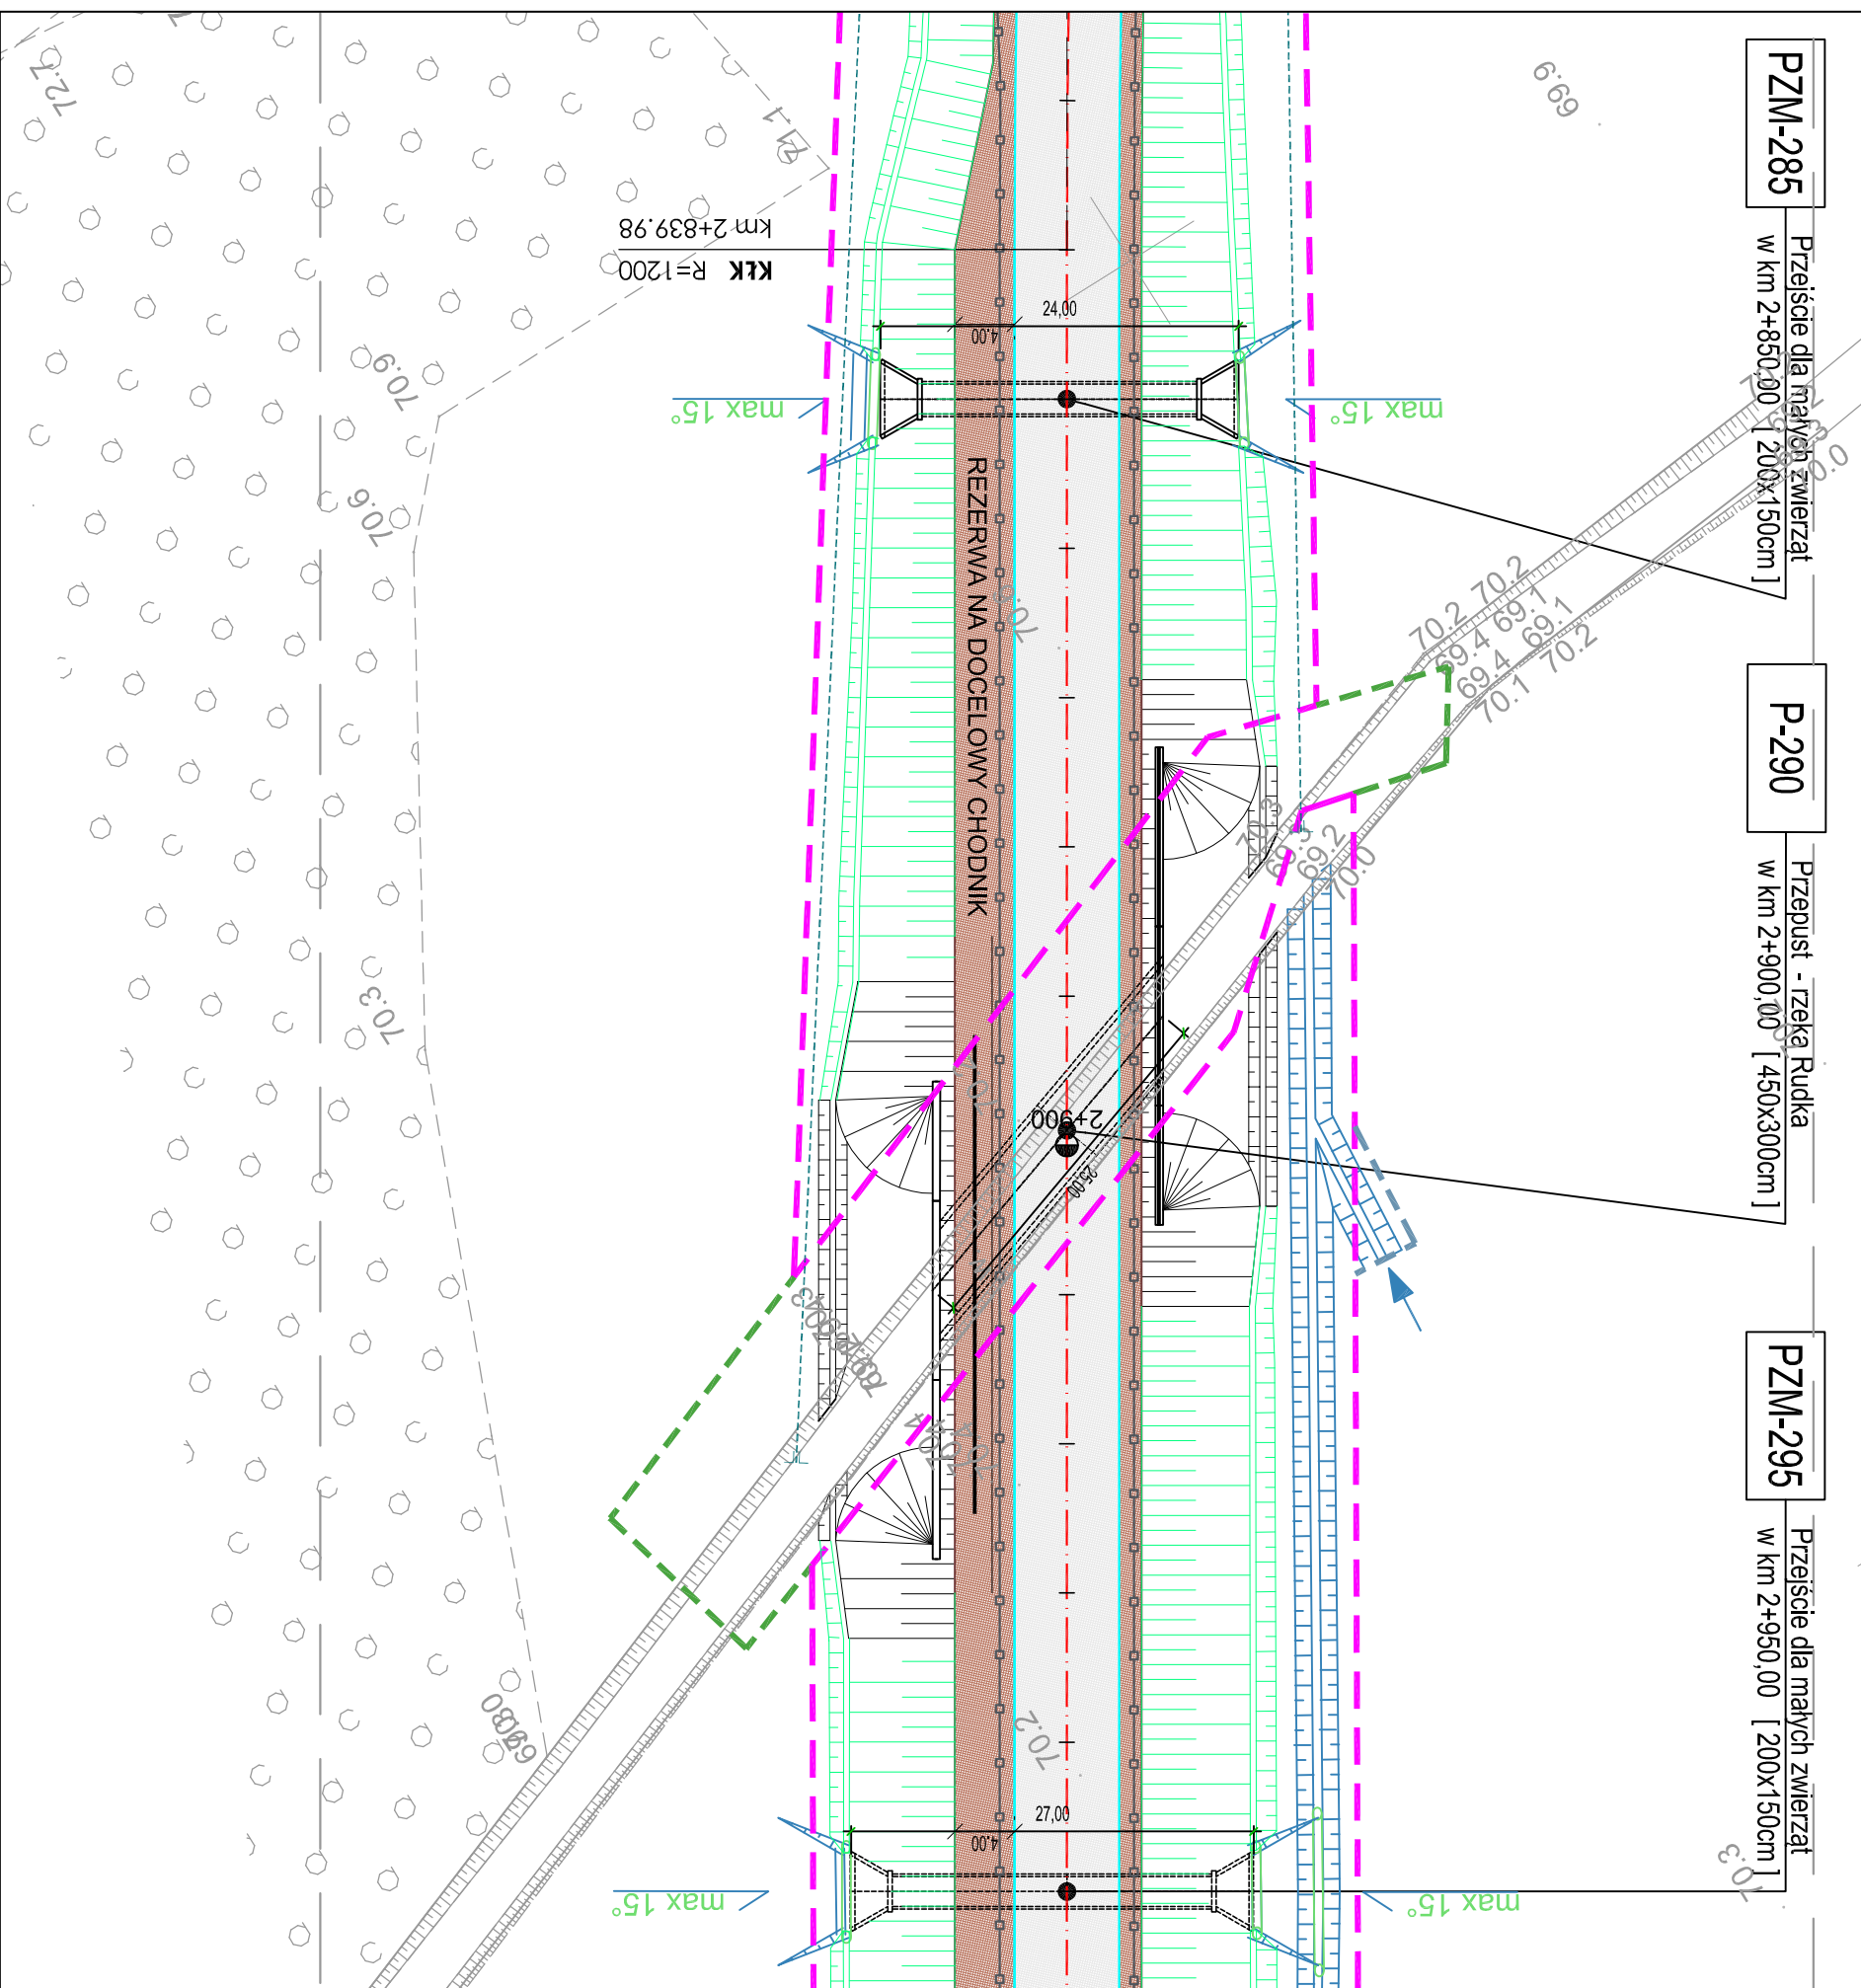 PZM-285
Przejście dla małych zwierząt
w km 2+850,00 [ 200x150cm ]
P-290
Przepust - rzeka Rudka
w km 2+900,00 [ 450x300cm ]
PZM-295
Przejście dla małych zwierząt
w km 2+950,00 [ 200x150cm ]
69.9
72.7
71.1
km 2+839.98
KŁK R=1200
24,00
4.00
70.9
max 15°
max 15°
70.6
REZERWA NA DOCELOWY CHODNIK
70.2
70.2
69.4
69.1
69.4
69.1
70.1
70.2
70.3
69.3
69.2
70.0
70.3
2+900
25.00
70.2
27,00
4.00
max 15°
max 15°
70.3